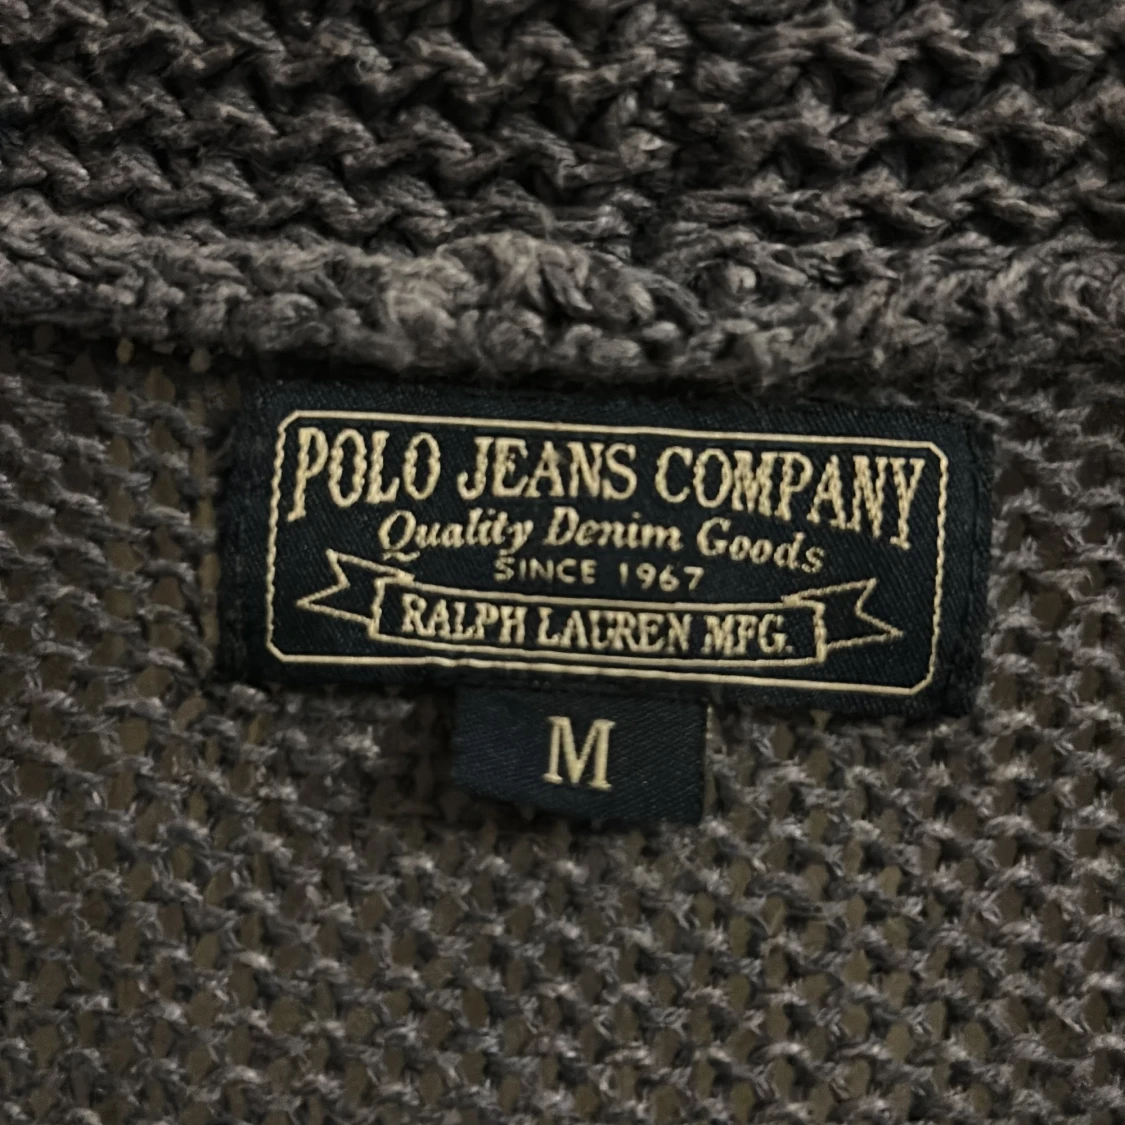 POLO JEANS COMPANY
Quality Denim Goods
SINCE 1967
RALPH LAUREN MFG.
M